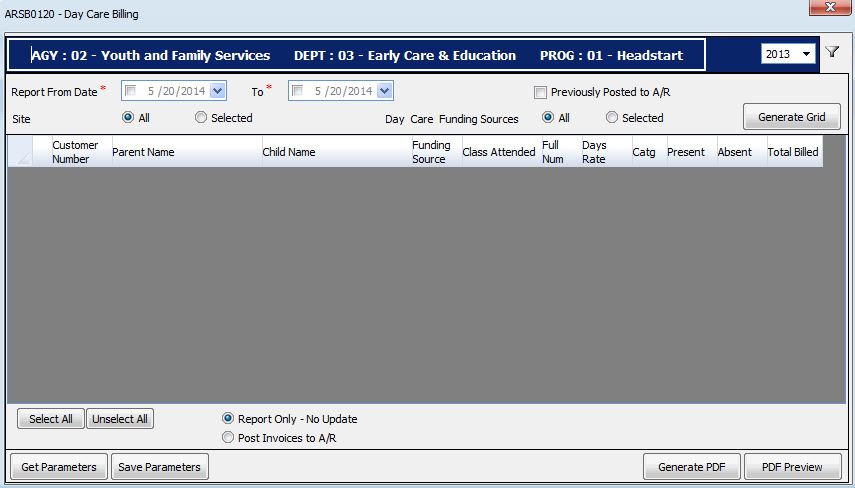 ARSB0120 - Day Care Billing
AGY : 02 - Youth and Family Services DEPT : 03 - Early Care & Education PROG : 01 - Headstart 2013
Report From Date * 5 /20/2014 To * 5 /20/2014 Previously Posted to A/R
Site All Selected Day Care Funding Sources All Selected Generate Grid
Customer Number Parent Name Child Name Funding Source Class Attended Full Num Days Rate Catg Present Absent Total Billed
Select All Unselect All Report Only - No Update
Post Invoices to A/R
Get Parameters Save Parameters Generate PDF PDF Preview